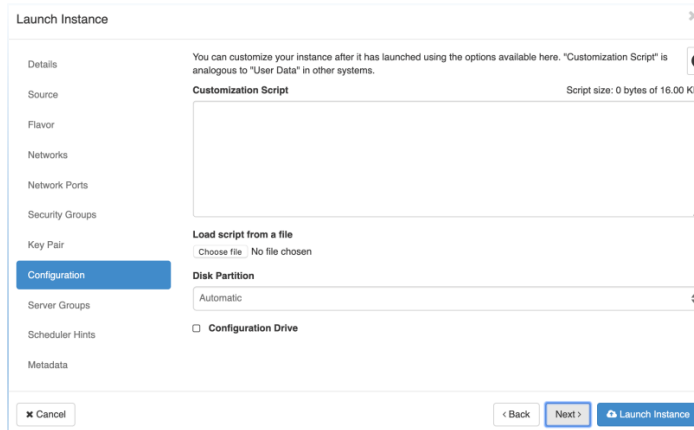 Launch Instance
Details
Source
Flavor
Networks
Network Ports
Security Groups
Key Pair
Configuration
Server Groups
Scheduler Hints
Metadata
You can customize your instance after it has launched using the options available here. "Customization Script" is
analogous to "User Data" in other systems.
Customization Script
Script size: 0 bytes of 16.00 K
Load script from a file
Choose file No file chosen
Disk Partition
Automatic
Configuration Drive
Cancel
< Back
Next >
Launch Instance